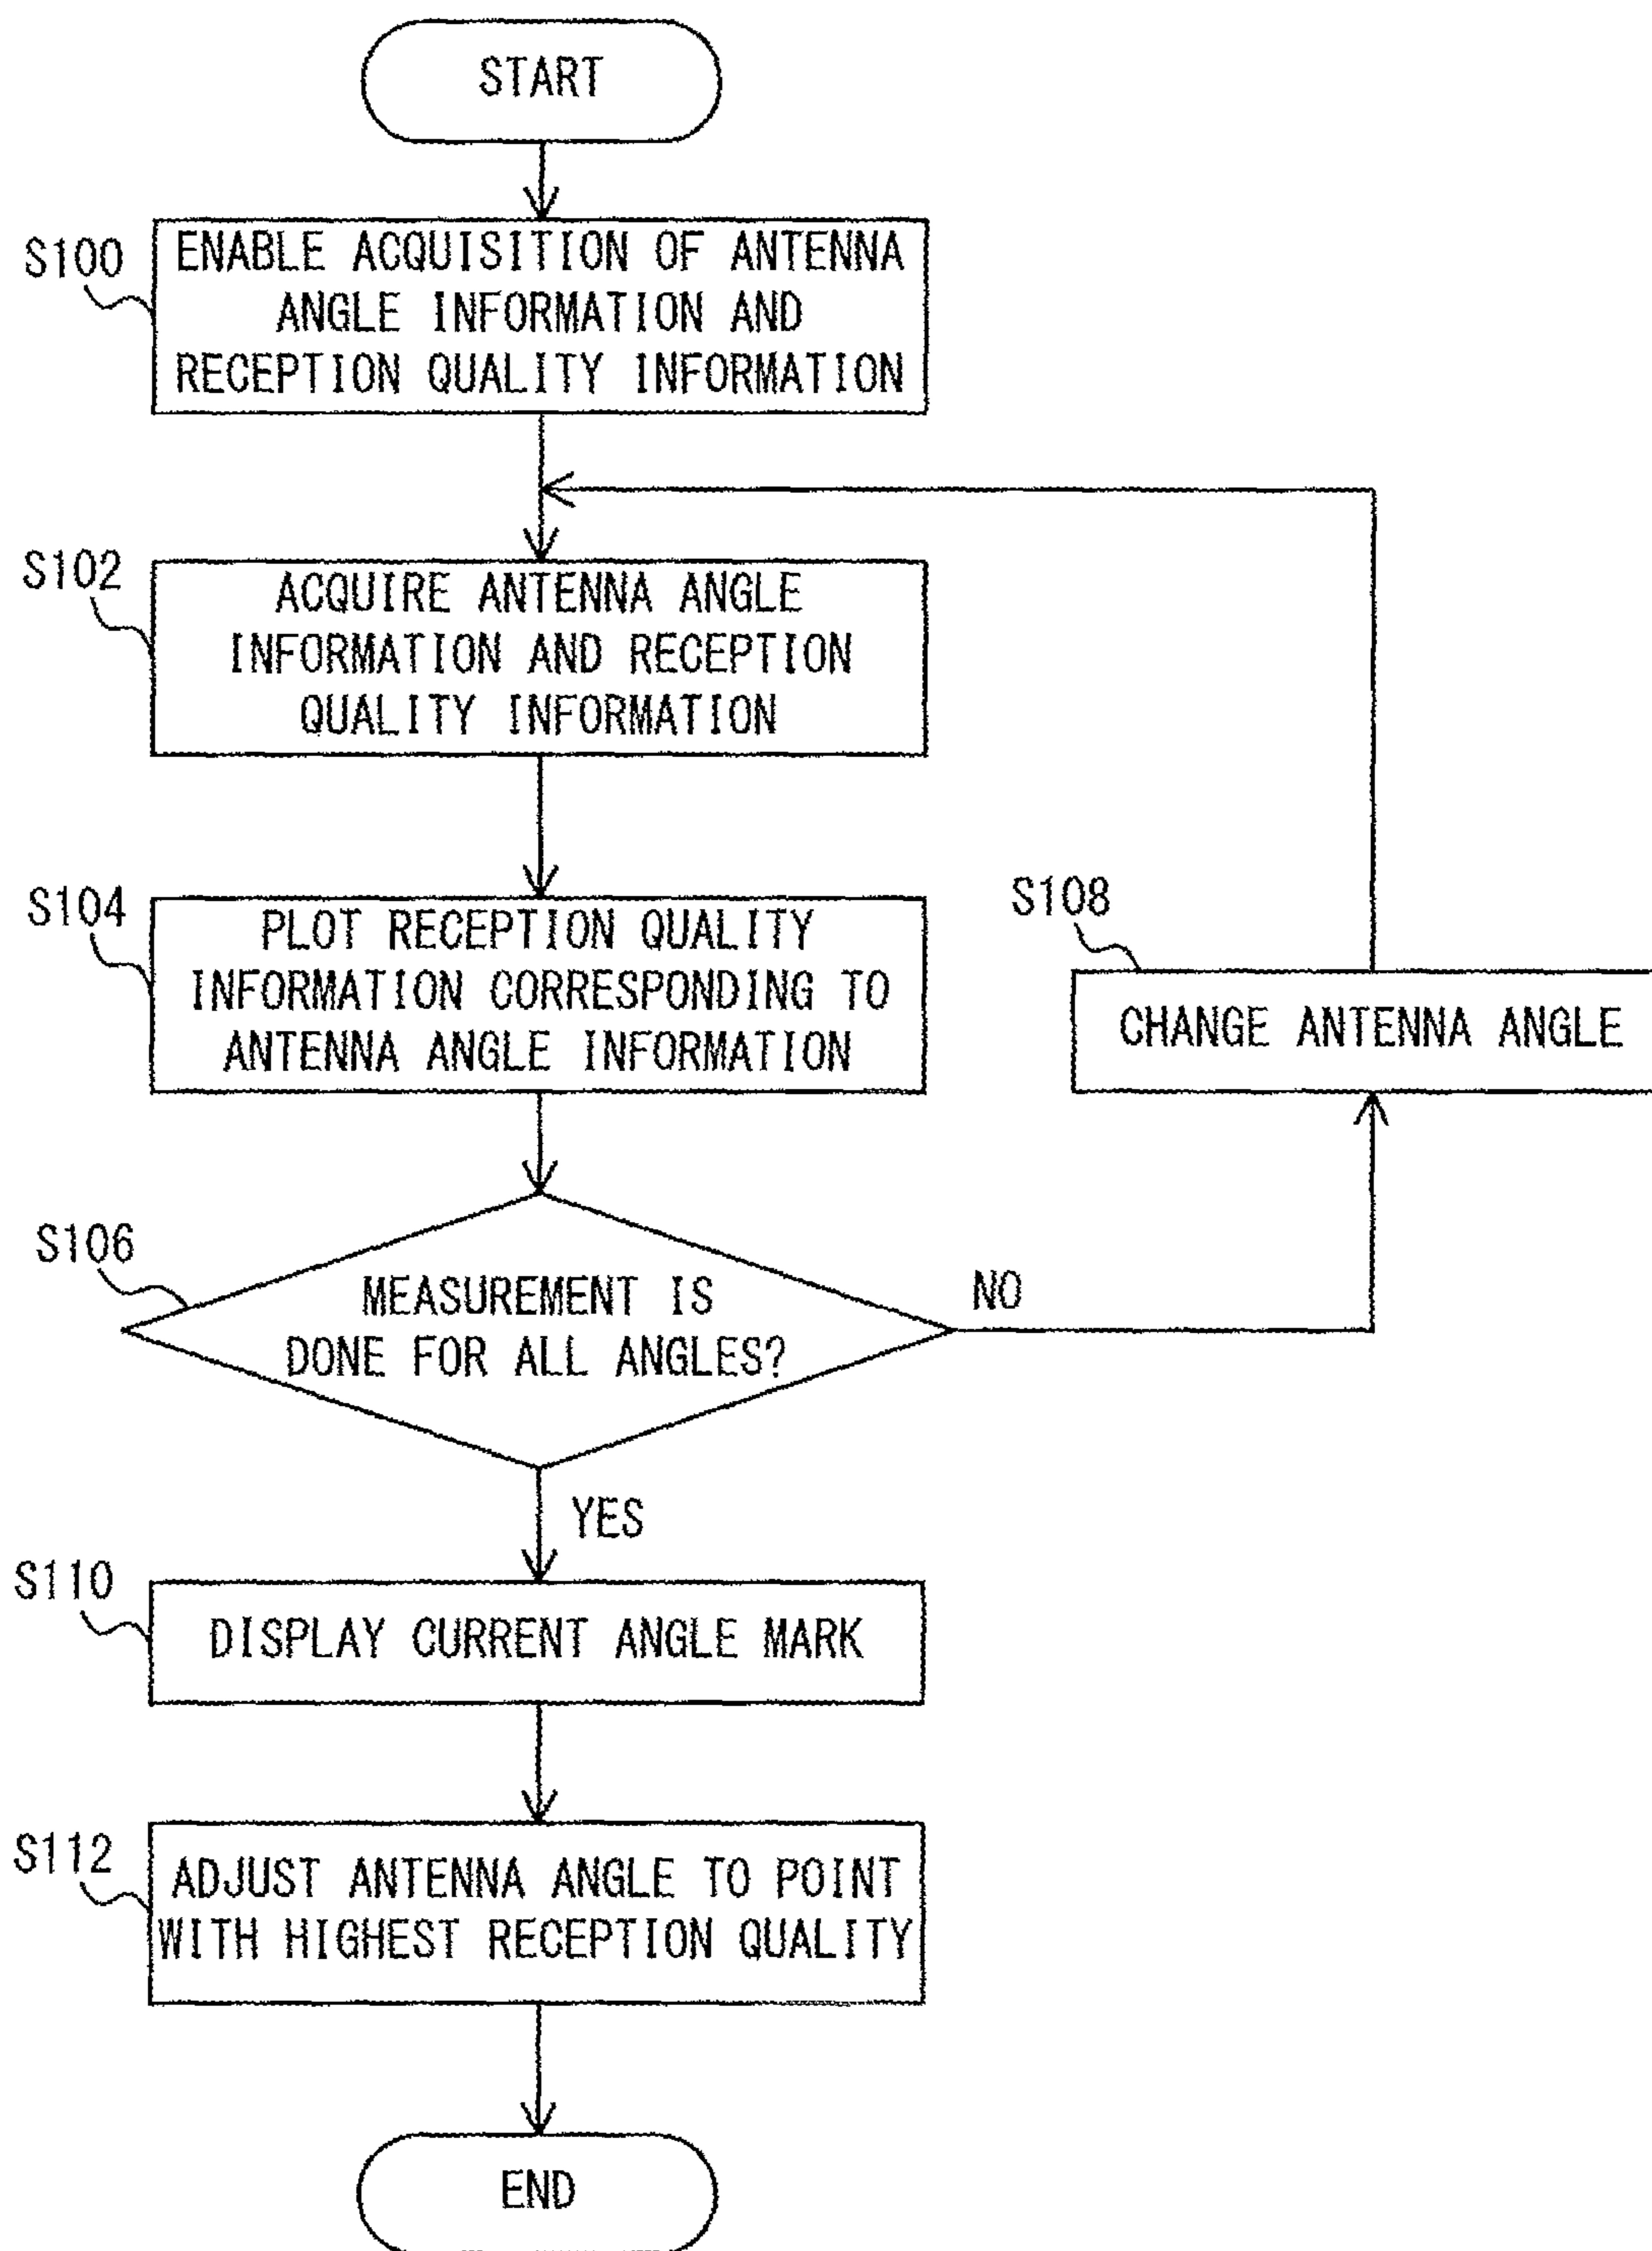 START
S100
ENABLE ACQUISITION OF ANTENNA
ANGLE INFORMATION AND
RECEPTION QUALITY INFORMATION
S102
ACQUIRE ANTENNA ANGLE
INFORMATION AND RECEPTION
QUALITY INFORMATION
S104
PLOT RECEPTION QUALITY
INFORMATION CORRESPONDING TO
ANTENNA ANGLE INFORMATION
S108
CHANGE ANTENNA ANGLE
S106
MEASUREMENT IS
DONE FOR ALL ANGLES?
NO
YES
S110
DISPLAY CURRENT ANGLE MARK
S112
ADJUST ANTENNA ANGLE TO POINT
WITH HIGHEST RECEPTION QUALITY
END